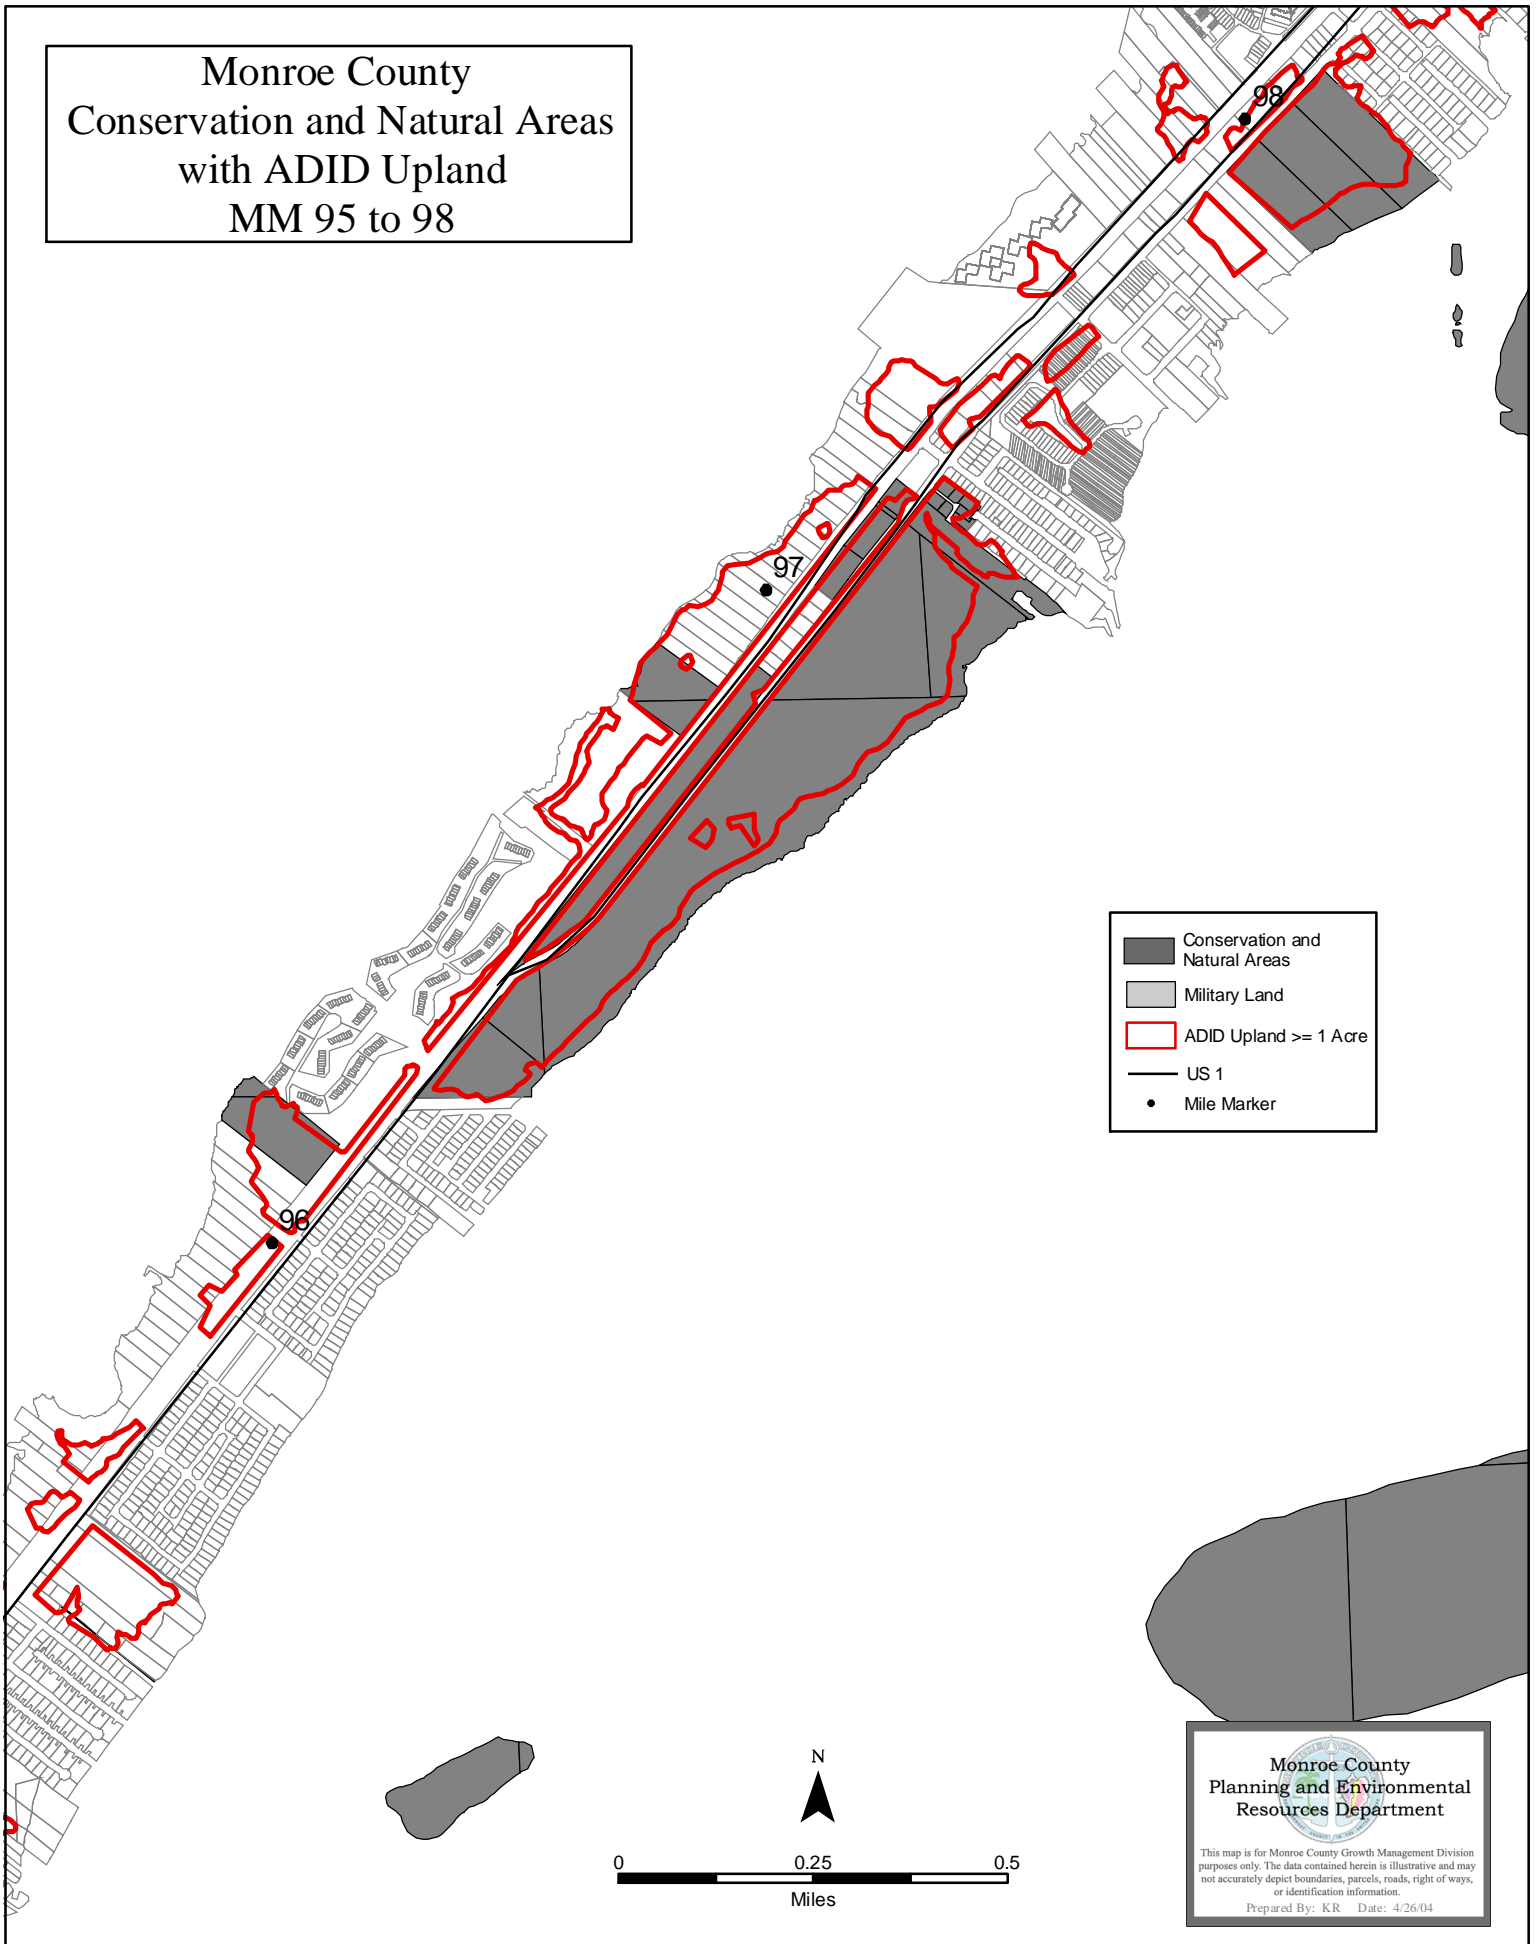 Monroe County
Conservation and Natural Areas
with ADID Upland
MM 95 to 98
98
97
96
Conservation and
Natural Areas
Military Land
ADID Upland >= 1 Acre
US 1
Mile Marker
N
0 0.25 0.5
Miles
Monroe County
Planning and Environmental
Resources Department
This map is for Monroe County Growth Management Division
purposes only. The data contained herein is illustrative and may
not accurately depict boundaries, parcels, roads, right of ways,
or identification information.
Prepared By: KR Date: 4/26/04